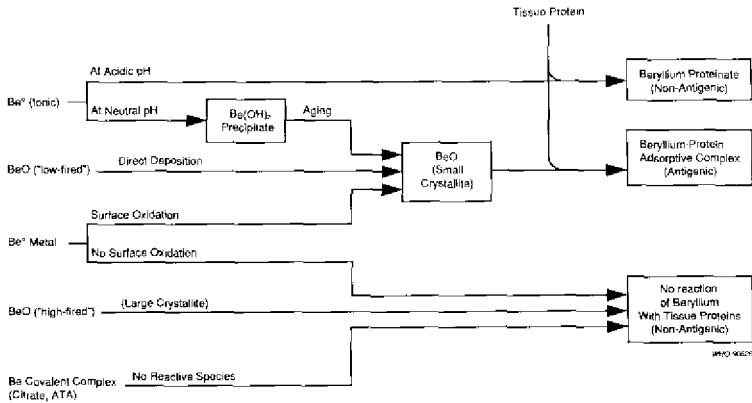 Tissue Protein
At Acidic pH
Beryllium Proteinate
(Non-Antigenic)
Be° (Ionic)
At Neutral pH
Be(OH)₂
Precipitate
Aging
BeO ("low-fired")
Direct Deposition
BeO
(Small
Crystallite)
Beryllium-Protein
Adsorptive Complex
(Antigenic)
Surface Oxidation
Be° Metal
No Surface Oxidation
BeO ("high-fired")
(Large Crystallite)
No reaction
of Beryllium
With Tissue Proteins
(Non-Antigenic)
WHO 90526
Be Covalent Complex
(Citrate, ATA)
No Reactive Species